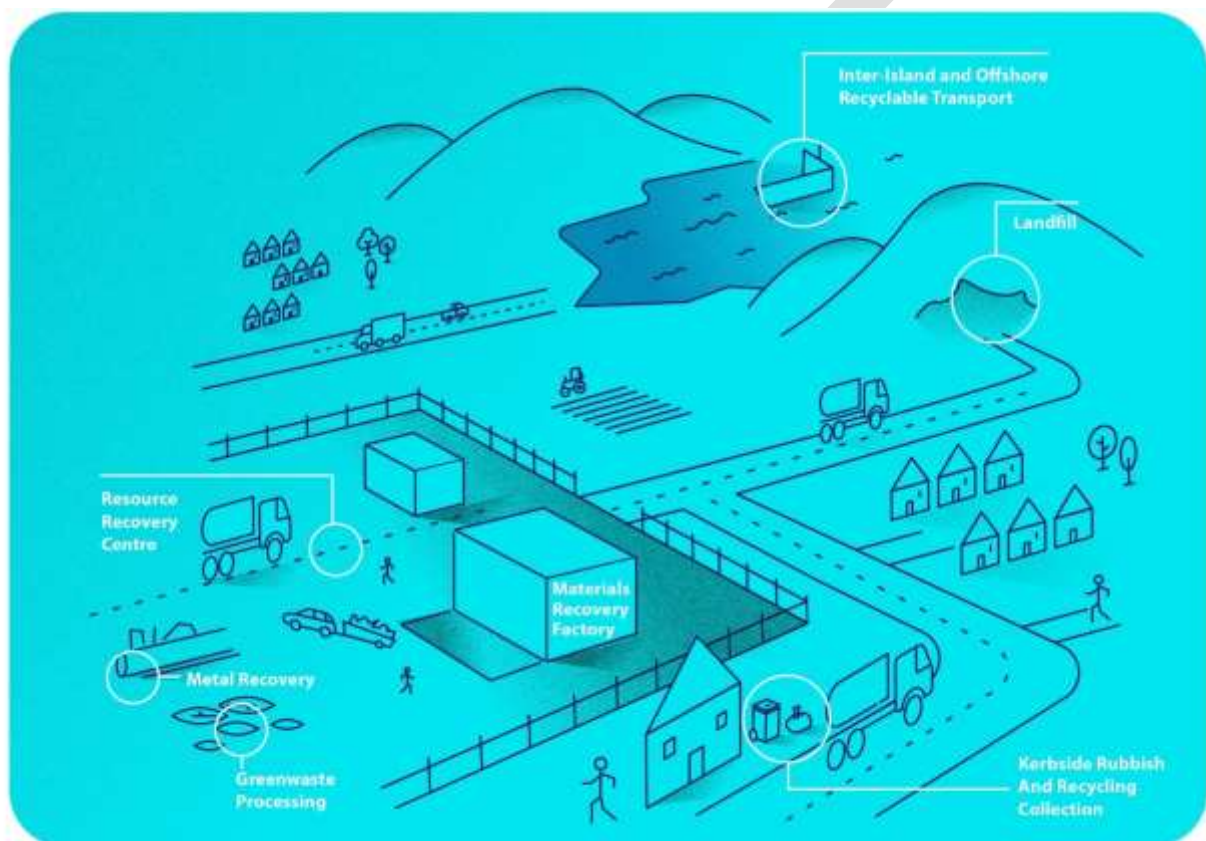 Inter-Island and Offshore
Recyclable Transport
Landfill
Resource
Recovery
Centre
Materials
Recovery
Factory
Metal Recovery
Greenwaste
Processing
Kerbside Rubbish
And Recycling
Collection